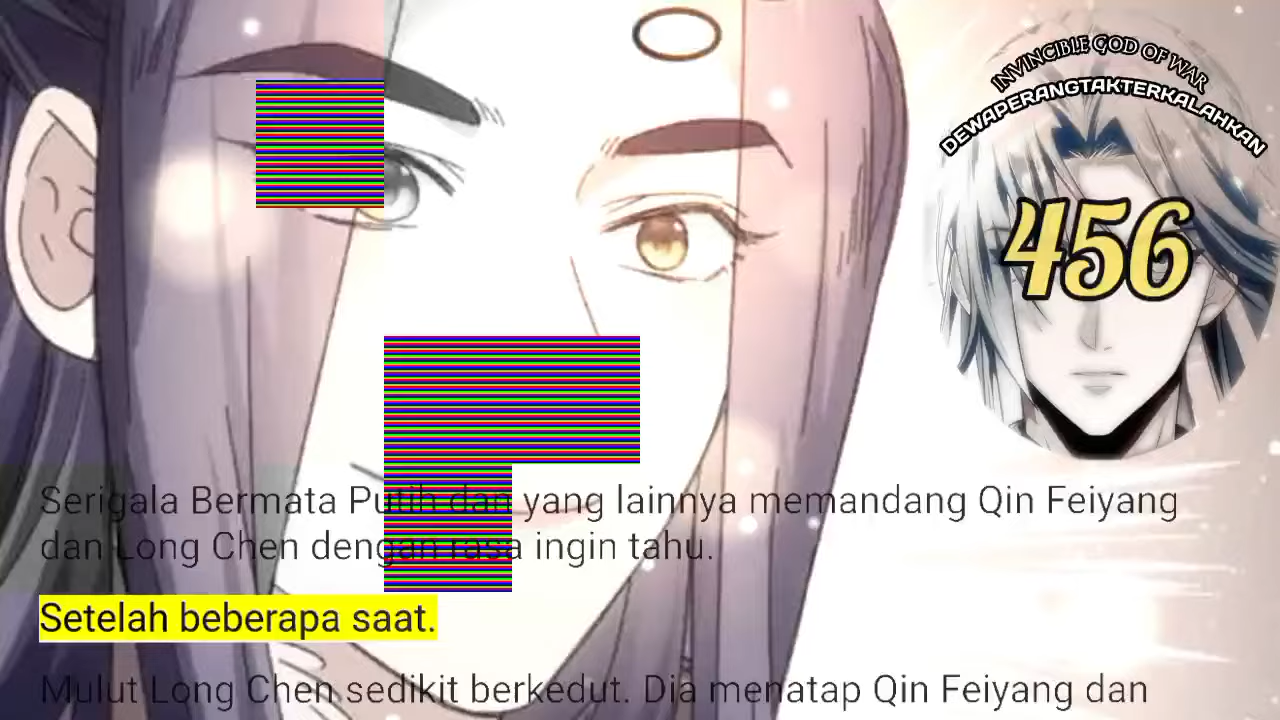 INVINCIBLE GOD OF WAR
DEWAPERANGTAKTERKALAHKAN
456
Serigala Bermata Putih dan yang lainnya memandang Qin Feiyang
dan Long Chen dengan rasa ingin tahu.
Setelah beberapa saat.
Mulut Long Chen sedikit berkedut. Dia menatap Qin Feiyang dan